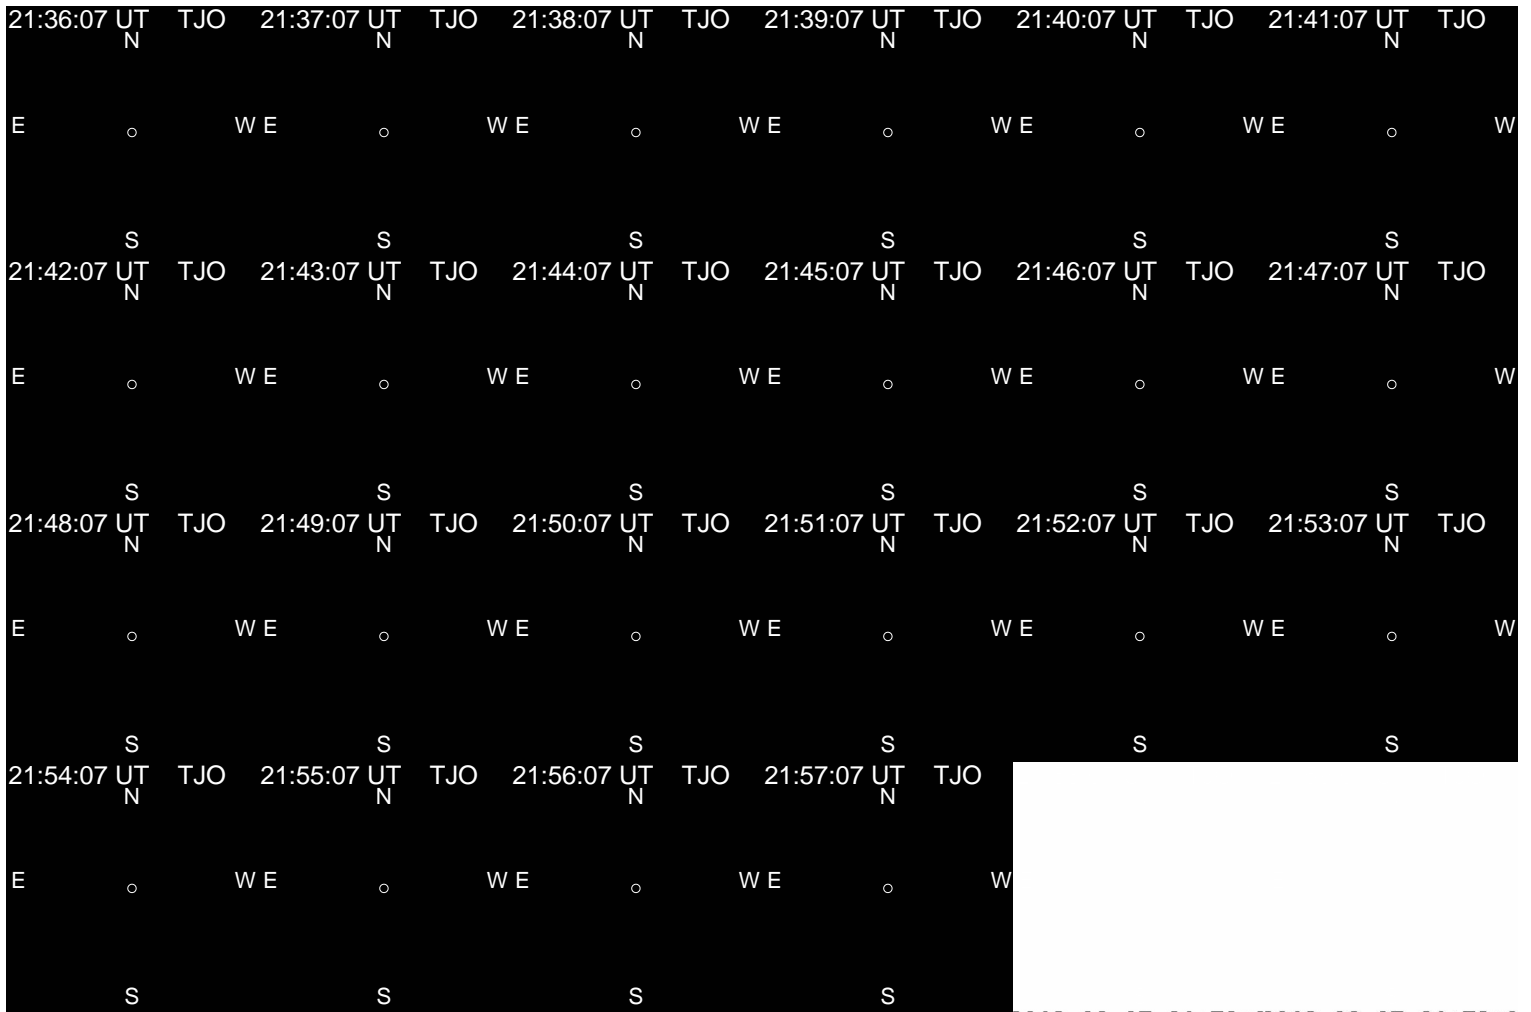 21:36:07 UT TJO 21:37:07 UT TJO 21:38:07 UT TJO 21:39:07 UT TJO 21:40:07 UT TJO 21:41:07 UT TJO
N N N N N N
E W E W E W E W E W E W
S S S S S S
21:42:07 UT TJO 21:43:07 UT TJO 21:44:07 UT TJO 21:45:07 UT TJO 21:46:07 UT TJO 21:47:07 UT TJO
N N N N N N
E W E W E W E W E W E W
S S S S S S
21:48:07 UT TJO 21:49:07 UT TJO 21:50:07 UT TJO 21:51:07 UT TJO 21:52:07 UT TJO 21:53:07 UT TJO
N N N N N N
E W E W E W E W E W E W
S S S S S S
21:54:07 UT TJO 21:55:07 UT TJO 21:56:07 UT TJO 21:57:07 UT TJO
N N N N
E W E W E W E W
S S S S